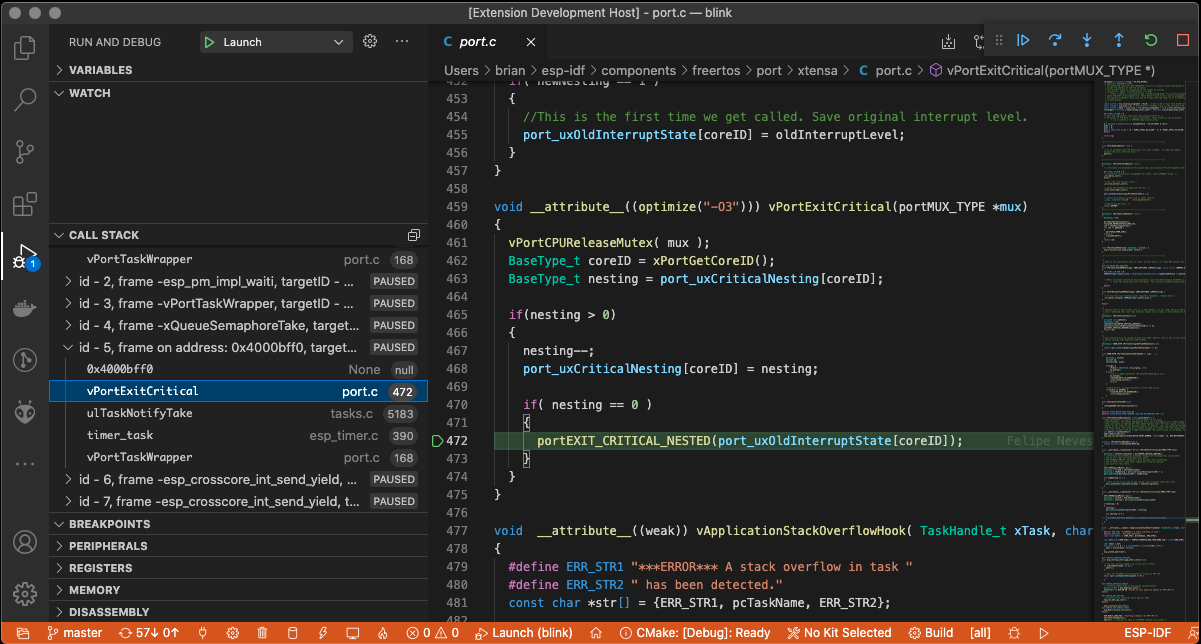 [Extension Development Host] - port.c — blink
RUN AND DEBUG
Launch
VARIABLES
WATCH
CALL STACK
vPortTaskWrapper port.c 168
id - 2, frame -esp_pm_impl_waiti, targetID - ... PAUSED
id - 3, frame -vPortTaskWrapper, targetID - ... PAUSED
id - 4, frame -xQueueSemaphoreTake, target... PAUSED
id - 5, frame on address: 0x4000bff0, target... PAUSED
0x4000bff0 None null
vPortExitCritical port.c 472
ulTaskNotifyTake tasks.c 5183
timer_task esp_timer.c 390
vPortTaskWrapper port.c 168
id - 6, frame -esp_crosscore_int_send_yield, ... PAUSED
id - 7, frame -esp_crosscore_int_send_yield, t... PAUSED
BREAKPOINTS
PERIPHERALS
REGISTERS
MEMORY
DISASSEMBLY
1
C port.c
Users > brian > esp-idf > components > freertos > port > xtensa > C port.c > vPortExitCritical(portMUX_TYPE *)
452 if( newNesting == 1 )
453 {
454 //This is the first time we get called. Save original interrupt level.
455 port_uxOldInterruptState[coreID] = oldInterruptLevel;
456 }
457 }
458
459 void __attribute__((optimize("-O3"))) vPortExitCritical(portMUX_TYPE *mux)
460 {
461 vPortCPUReleaseMutex( mux );
462 BaseType_t coreID = xPortGetCoreID();
463 BaseType_t nesting = port_uxCriticalNesting[coreID];
464
465 if(nesting > 0)
466 {
467 nesting--;
468 port_uxCriticalNesting[coreID] = nesting;
469
470 if( nesting == 0 )
471 {
472 portEXIT_CRITICAL_NESTED(port_uxOldInterruptState[coreID]); Felipe Neves
473 }
474 }
475 }
476
477 void __attribute__((weak)) vApplicationStackOverflowHook( TaskHandle_t xTask, char
478 {
479 #define ERR_STR1 "***ERROR*** A stack overflow in task "
480 #define ERR_STR2 " has been detected."
481 const char *str[] = {ERR_STR1, pcTaskName, ERR_STR2};
482
master 57↓ 0↑ 0 0 Launch (blink) CMake: [Debug]: Ready No Kit Selected Build [all] ESP-IDF